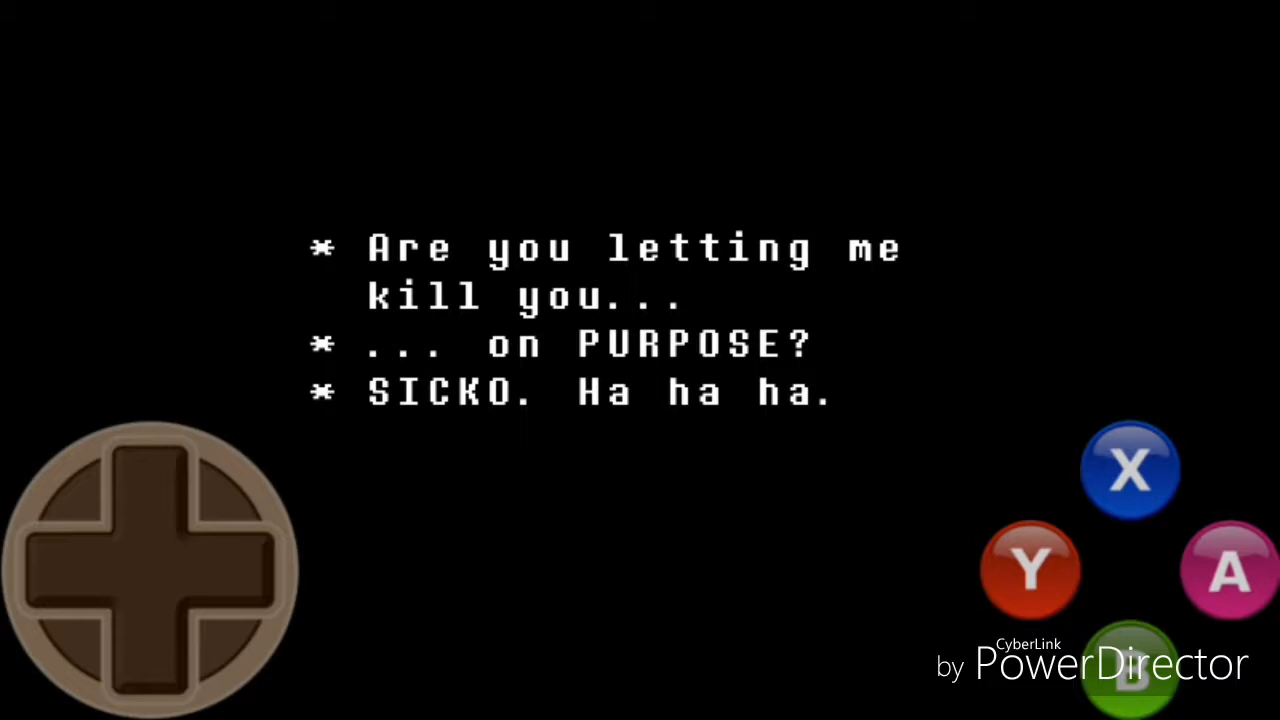 * Are you letting me
kill you...
* ... on PURPOSE?
* SICKO. Ha ha ha.
X
Y
A
B
CyberLink
by PowerDirector